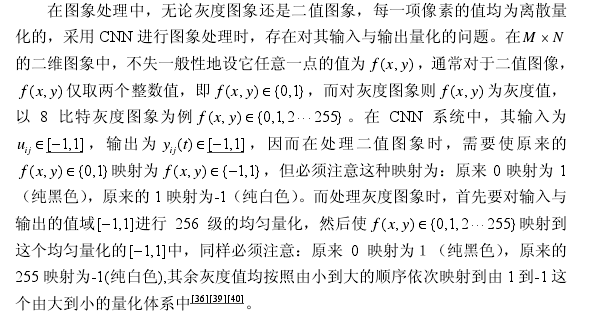 在图象处理中，无论灰度图象还是二值图象，每一项像素的值均为离散量
化的，采用 CNN 进行图象处理时，存在对其输入与输出量化的问题。在 M × N
的二维图象中，不失一般性地设它任意一点的值为 f(x, y)，通常对于二值图像，
f(x, y) 仅取两个整数值，即 f(x, y)∈{0,1}，而对灰度图象则 f(x, y) 为灰度值，
以 8 比特灰度图象为例 f(x, y)∈{0,1,2···255}。在 CNN 系统中，其输入为
uij∈[−1,1]，输出为 yij(t)∈[−1,1]，因而在处理二值图象时，需要使原来的
f(x, y)∈{0,1}映射为 f(x, y)∈{−1,1}，但必须注意这种映射为：原来 0 映射为 1
（纯黑色），原来的 1 映射为-1（纯白色）。而处理灰度图象时，首先要对输入与
输出的值域[−1,1]进行 256 级的均匀量化，然后使 f(x, y)∈{0,1,2···255}映射到
这个均匀量化的[−1,1]中，同样必须注意：原来 0 映射为 1（纯黑色），原来的
255 映射为-1(纯白色),其余灰度值均按照由小到大的顺序依次映射到由 1 到-1 这
个由大到小的量化体系中[36][39][40]。